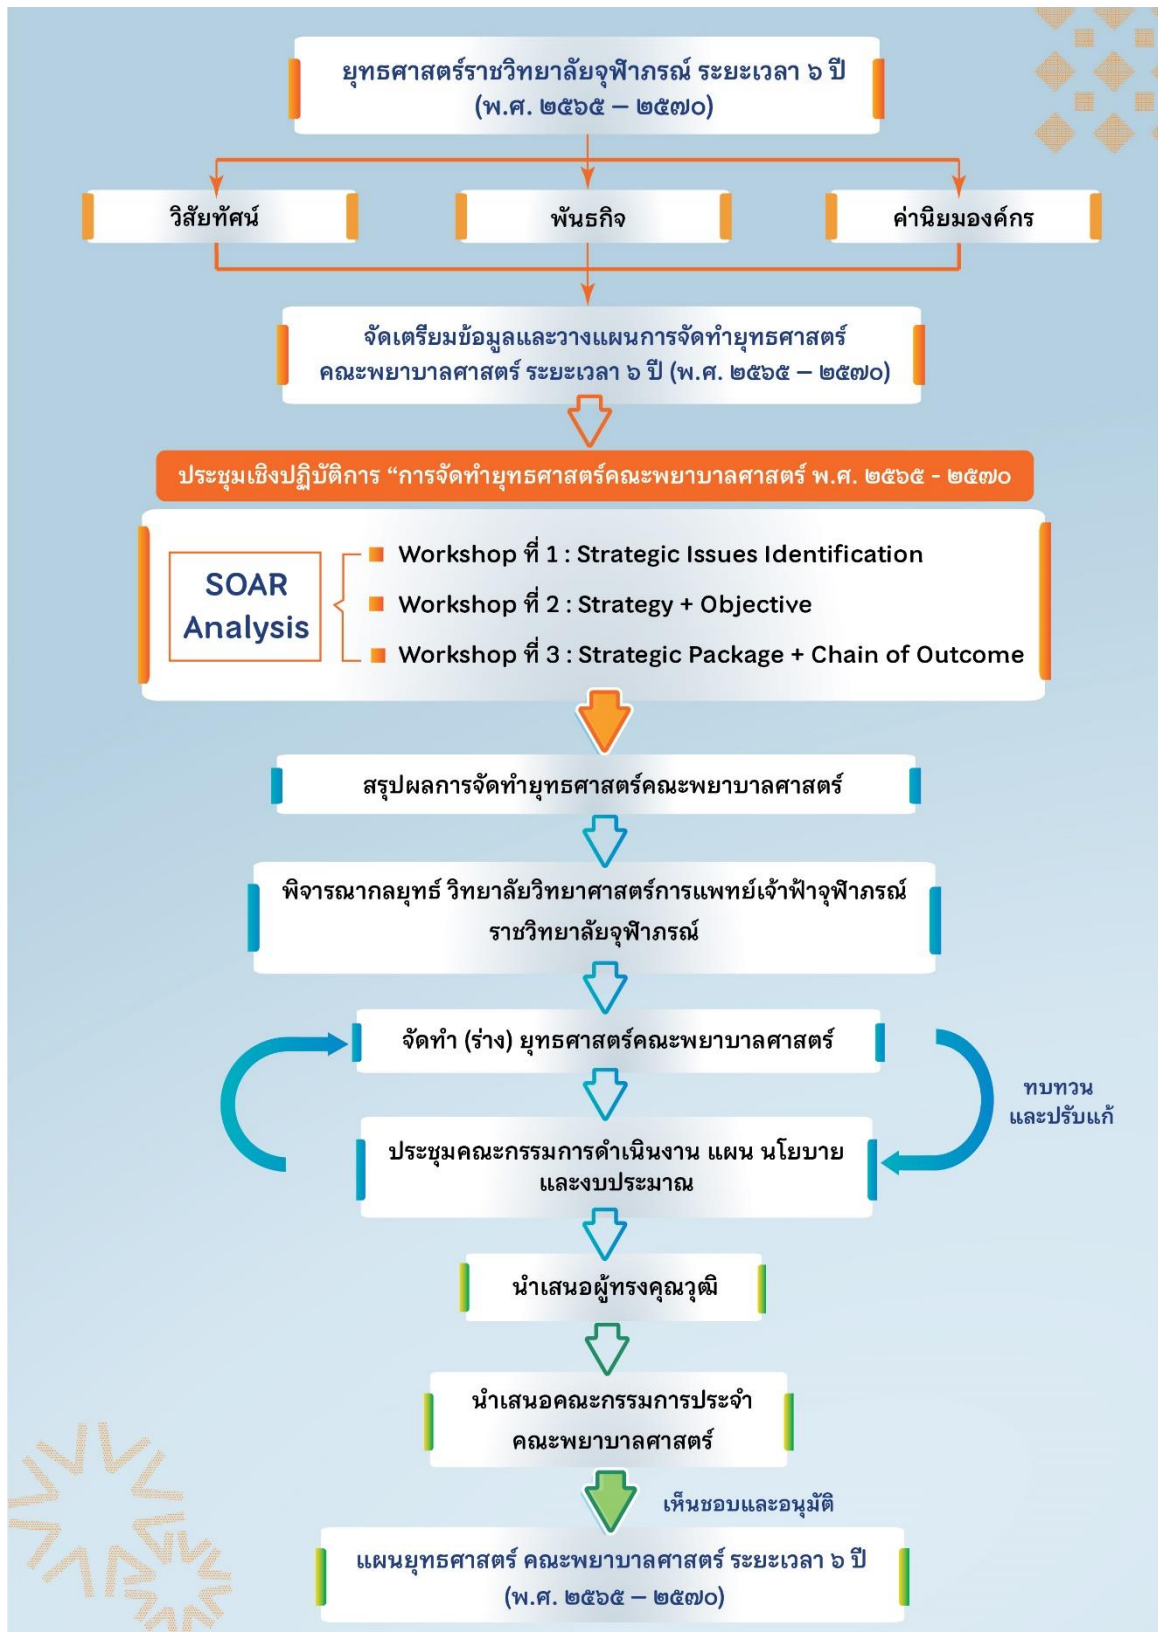 ยุทธศาสตร์ราชวิทยาลัยจุฬาภรณ์ ระยะเวลา ๖ ปี
(พ.ศ. ๒๕๖๕ – ๒๕๗๐)
วิสัยทัศน์
พันธกิจ
ค่านิยมองค์กร
จัดเตรียมข้อมูลและวางแผนการจัดทำยุทธศาสตร์
คณะพยาบาลศาสตร์ ระยะเวลา ๖ ปี (พ.ศ. ๒๕๖๕ – ๒๕๗๐)
ประชุมเชิงปฏิบัติการ “การจัดทำยุทธศาสตร์คณะพยาบาลศาสตร์ พ.ศ. ๒๕๖๕ - ๒๕๗๐
SOAR
Analysis
Workshop ที่ 1 : Strategic Issues Identification
Workshop ที่ 2 : Strategy + Objective
Workshop ที่ 3 : Strategic Package + Chain of Outcome
สรุปผลการจัดทำยุทธศาสตร์คณะพยาบาลศาสตร์
พิจารณากลยุทธ์ วิทยาลัยวิทยาศาสตร์การแพทย์เจ้าฟ้าจุฬาภรณ์
ราชวิทยาลัยจุฬาภรณ์
จัดทำ (ร่าง) ยุทธศาสตร์คณะพยาบาลศาสตร์
ทบทวน
และปรับแก้
ประชุมคณะกรรมการดำเนินงาน แผน นโยบาย
และงบประมาณ
นำเสนอผู้ทรงคุณวุฒิ
นำเสนอคณะกรรมการประจำ
คณะพยาบาลศาสตร์
เห็นชอบและอนุมัติ
แผนยุทธศาสตร์ คณะพยาบาลศาสตร์ ระยะเวลา ๖ ปี
(พ.ศ. ๒๕๖๕ – ๒๕๗๐)